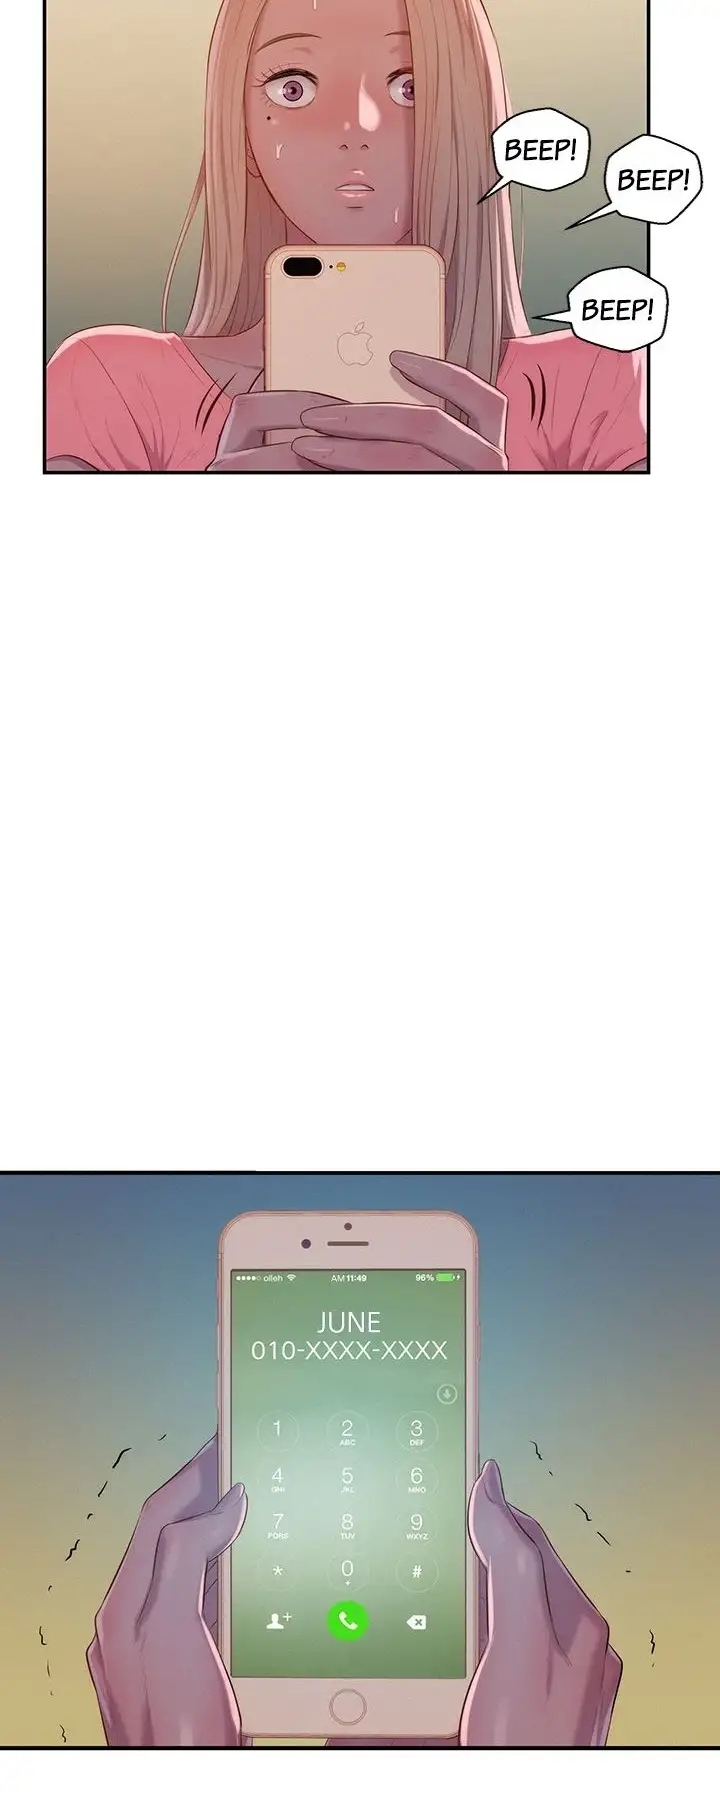 BEEP!
BEEP!
BEEP!
olleh AM 11:49 96%
JUNE
010-XXXX-XXXX
1 2 3
ABC DEF
4 5 6
GHI JKL MNO
7 8 9
PQRS TUV WXYZ
* 0 #
+